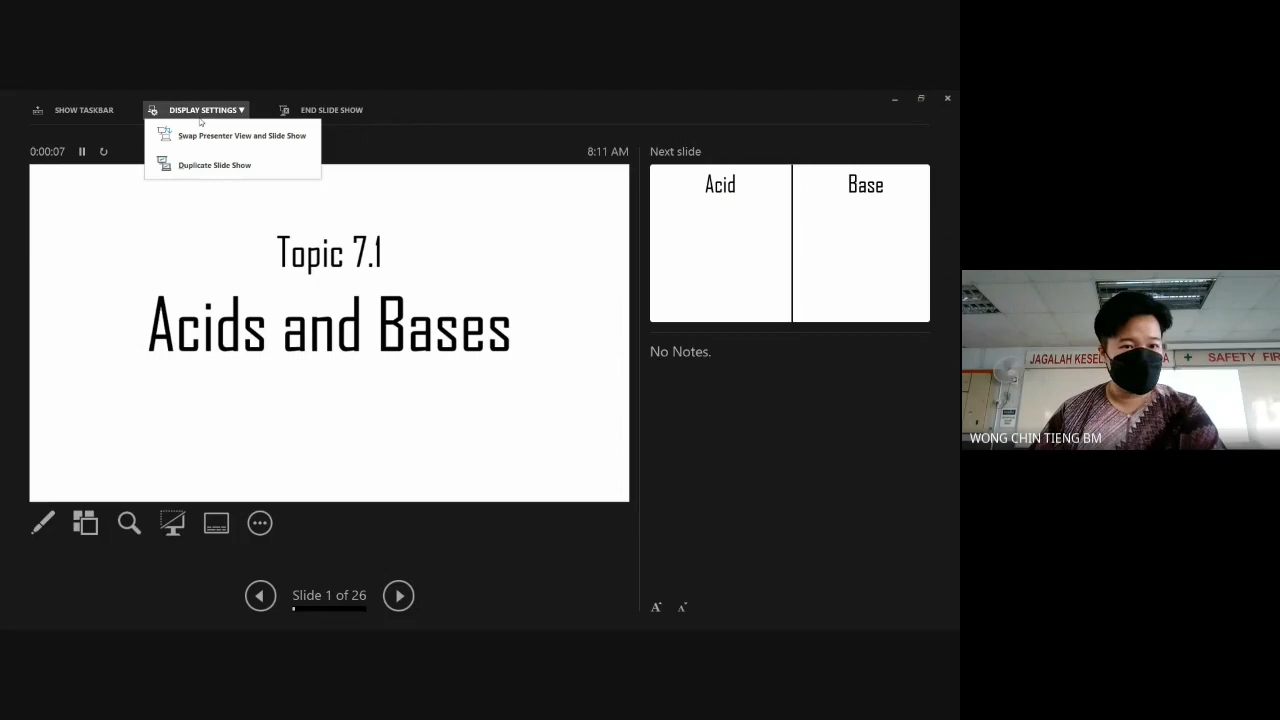 SHOW TASKBAR
DISPLAY SETTINGS ▼
END SLIDE SHOW
Swap Presenter View and Slide Show
Duplicate Slide Show
0:00:07
8:11 AM
Topic 7.1
Acids and Bases
Next slide
Acid
Base
No Notes.
Slide 1 of 26
JAGALAH KESEL
SAFETY FIR
WONG CHIN TIENG BM